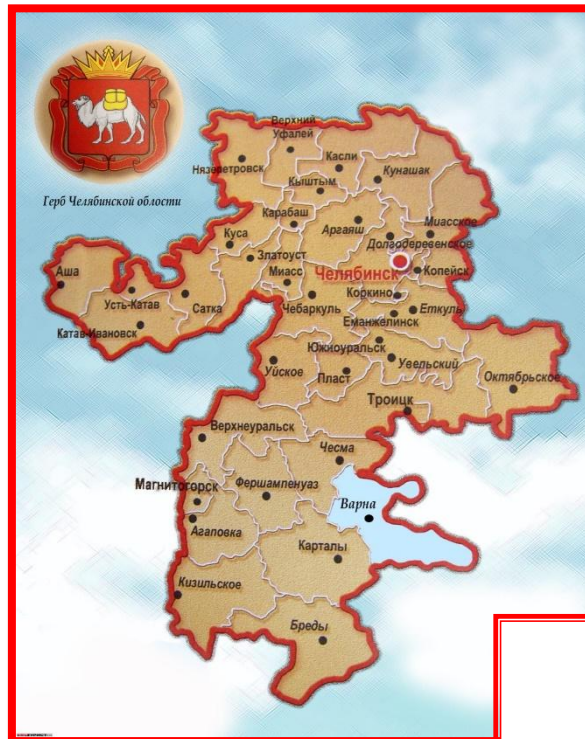 Герб Челябинской области
Верхний
Уфалей
Касли
Нязепетровск
Кунашак
Кыштым
Карабаш
Аргаяш
Миасское
Куса
Долгодеревенское
Златоуст
Аша
Миасс
Челябинск
Копейск
Усть-Катав
Сатка
Чебаркуль
Коркино
Еткуль
Еманжелинск
Катав-Ивановск
Южноуральск
Уйское
Увельский
Пласт
Октябрьское
Троицк
Верхнеуральск
Чесма
Магнитогорск
Фершампенуаз
Варна
Агаповка
Карталы
Кизильское
Бреды